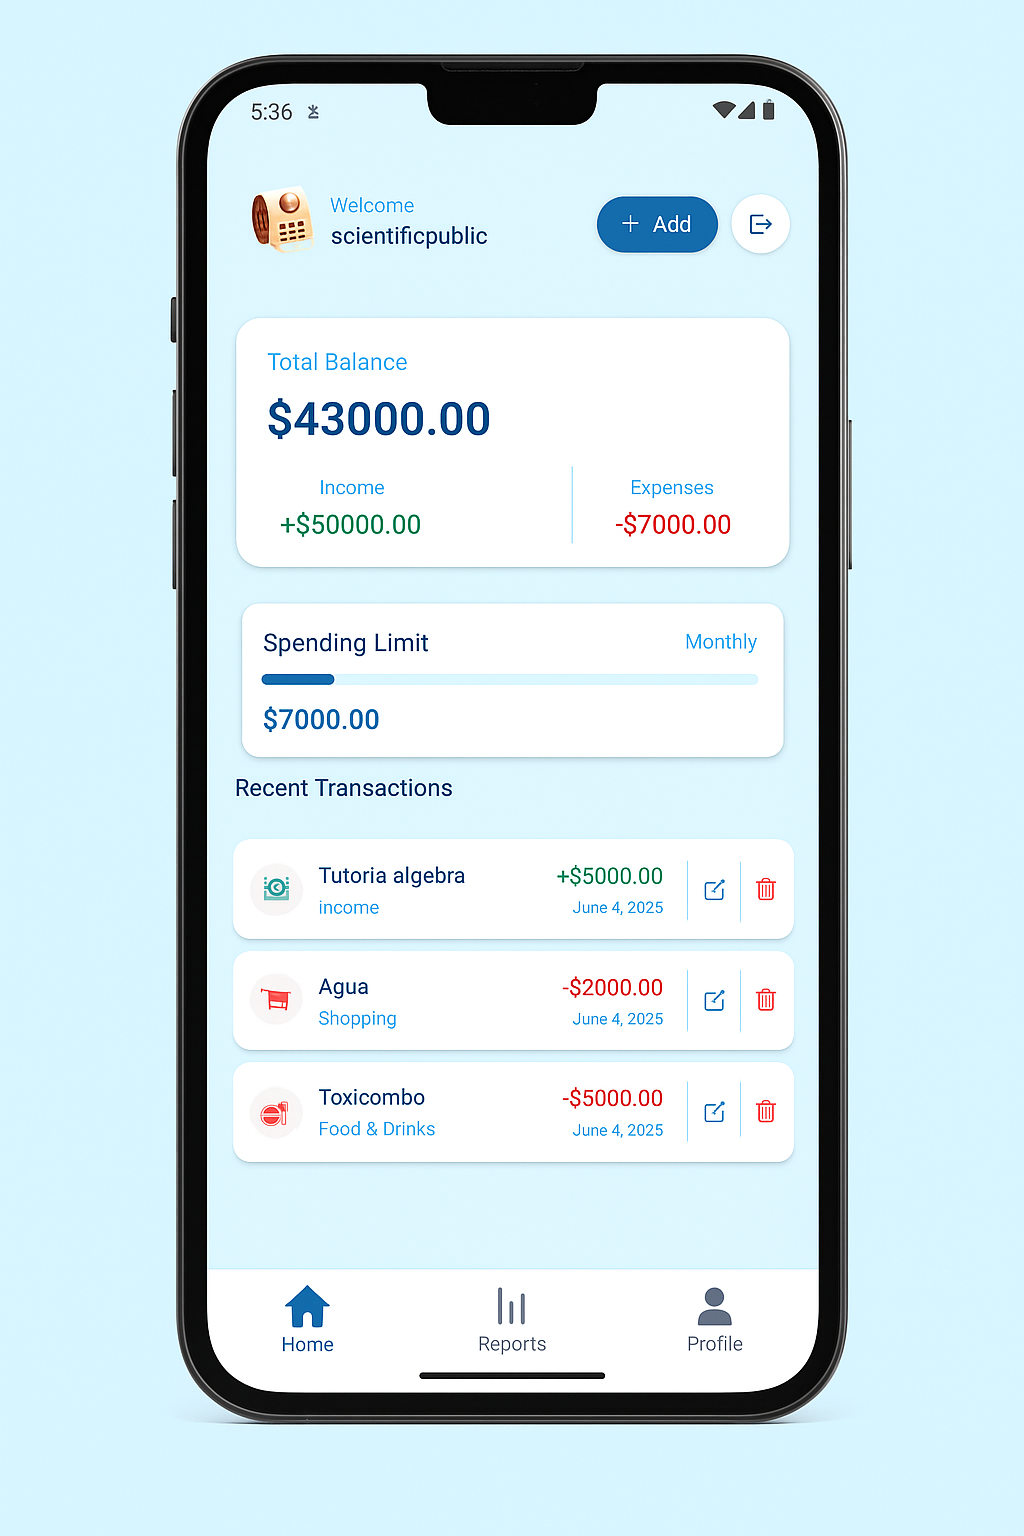 5:36
Welcome
scientificpublic
+ Add
Total Balance
$43000.00
Income
Expenses
+$50000.00
-$7000.00
Spending Limit
Monthly
$7000.00
Recent Transactions
Tutoria algebra
+$5000.00
income
June 4, 2025
Agua
-$2000.00
Shopping
June 4, 2025
Toxicombo
-$5000.00
Food & Drinks
June 4, 2025
Home
Reports
Profile